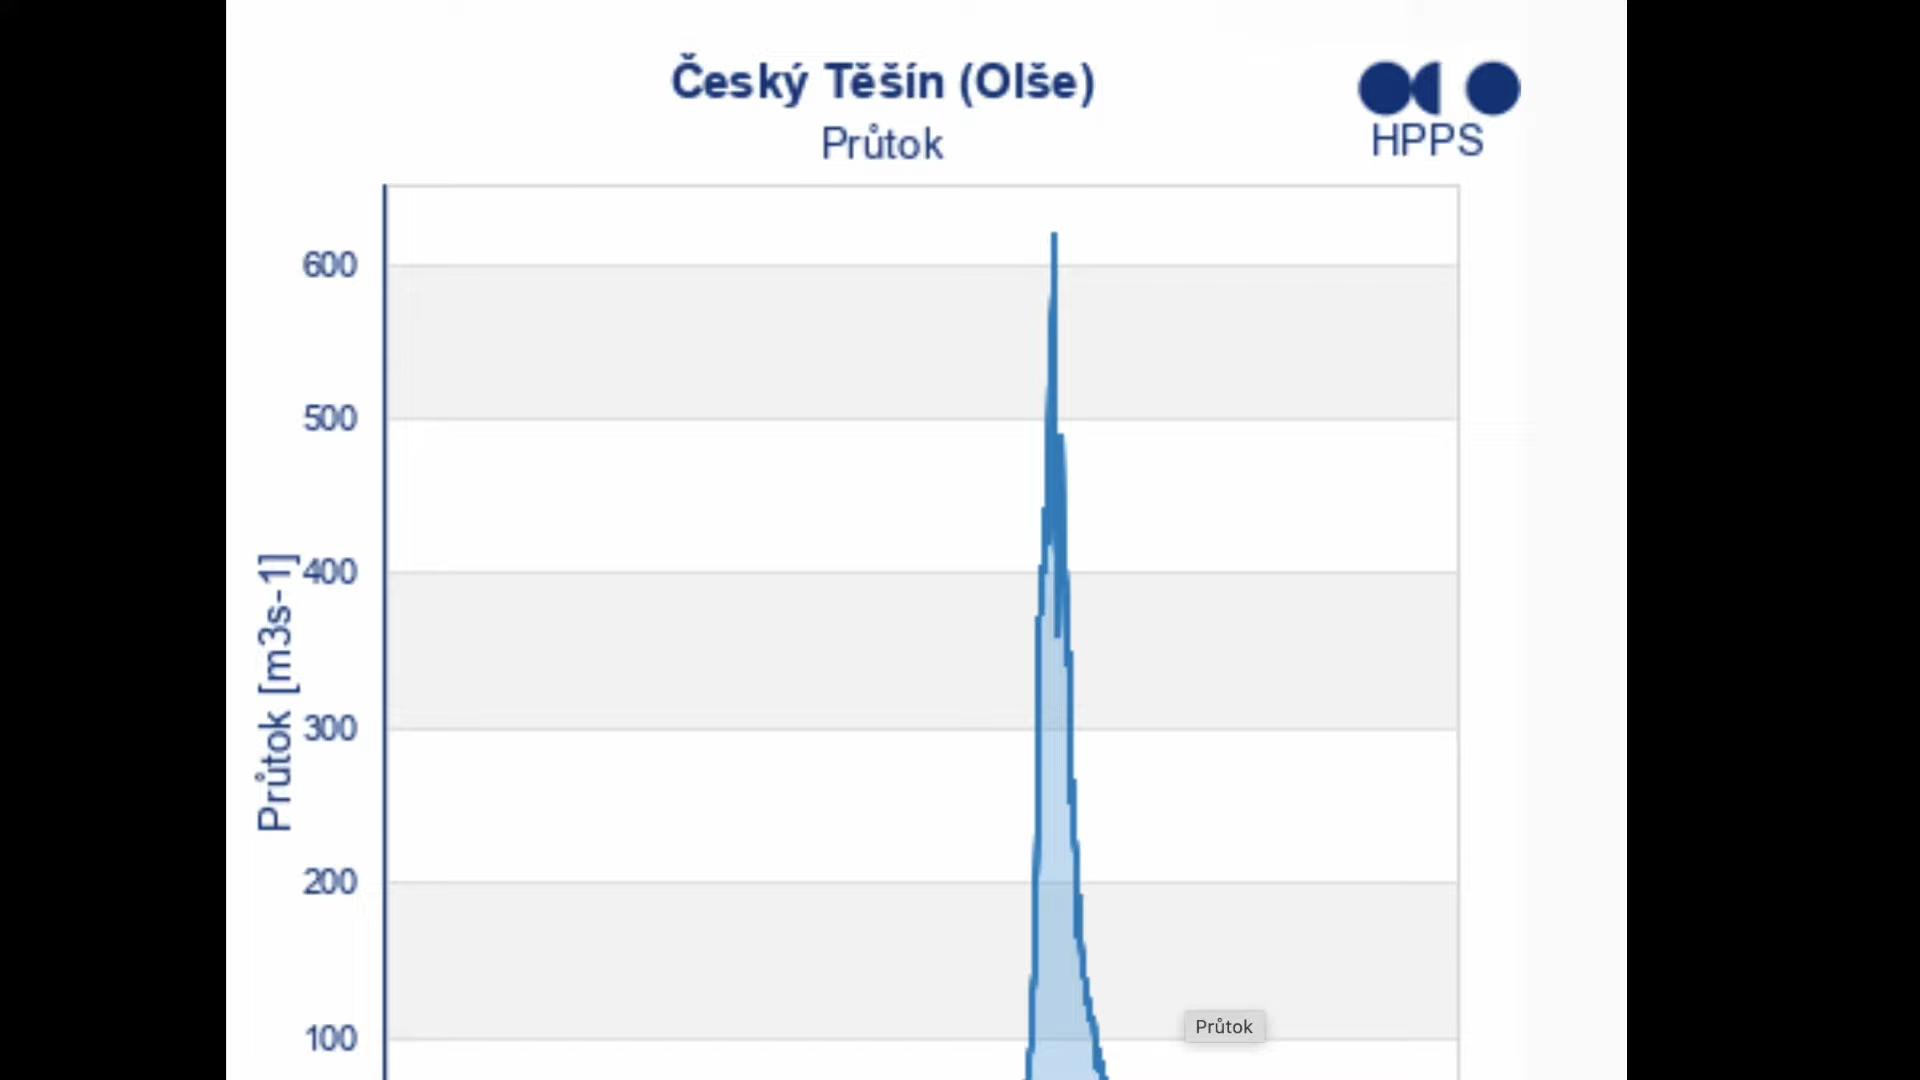 Český Těšín (Olše)
Průtok
HPPS
600
500
400
300
200
100
Průtok [m3s-1]
Průtok